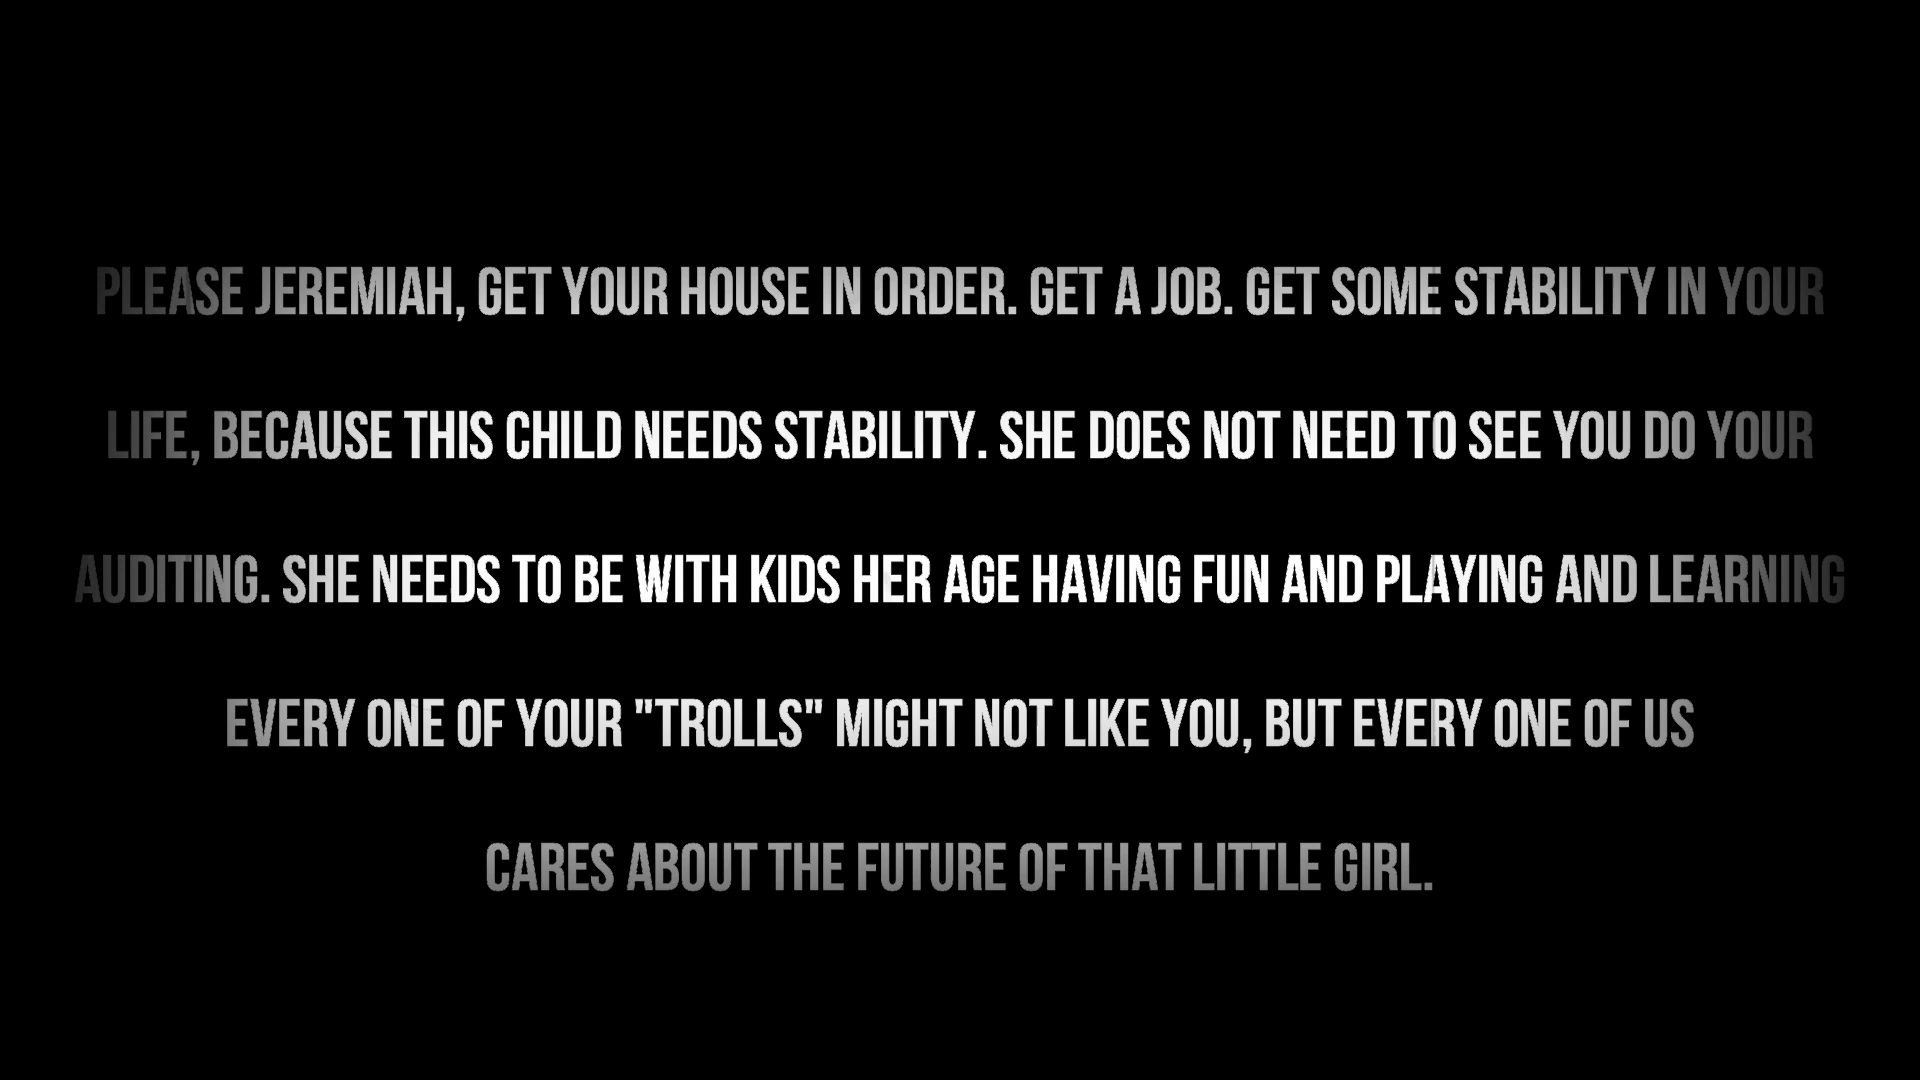 PLEASE JEREMIAH, GET YOUR HOUSE IN ORDER. GET A JOB. GET SOME STABILITY IN YOUR
LIFE, BECAUSE THIS CHILD NEEDS STABILITY. SHE DOES NOT NEED TO SEE YOU DO YOUR
AUDITING. SHE NEEDS TO BE WITH KIDS HER AGE HAVING FUN AND PLAYING AND LEARNING
EVERY ONE OF YOUR "TROLLS" MIGHT NOT LIKE YOU, BUT EVERY ONE OF US
CARES ABOUT THE FUTURE OF THAT LITTLE GIRL.